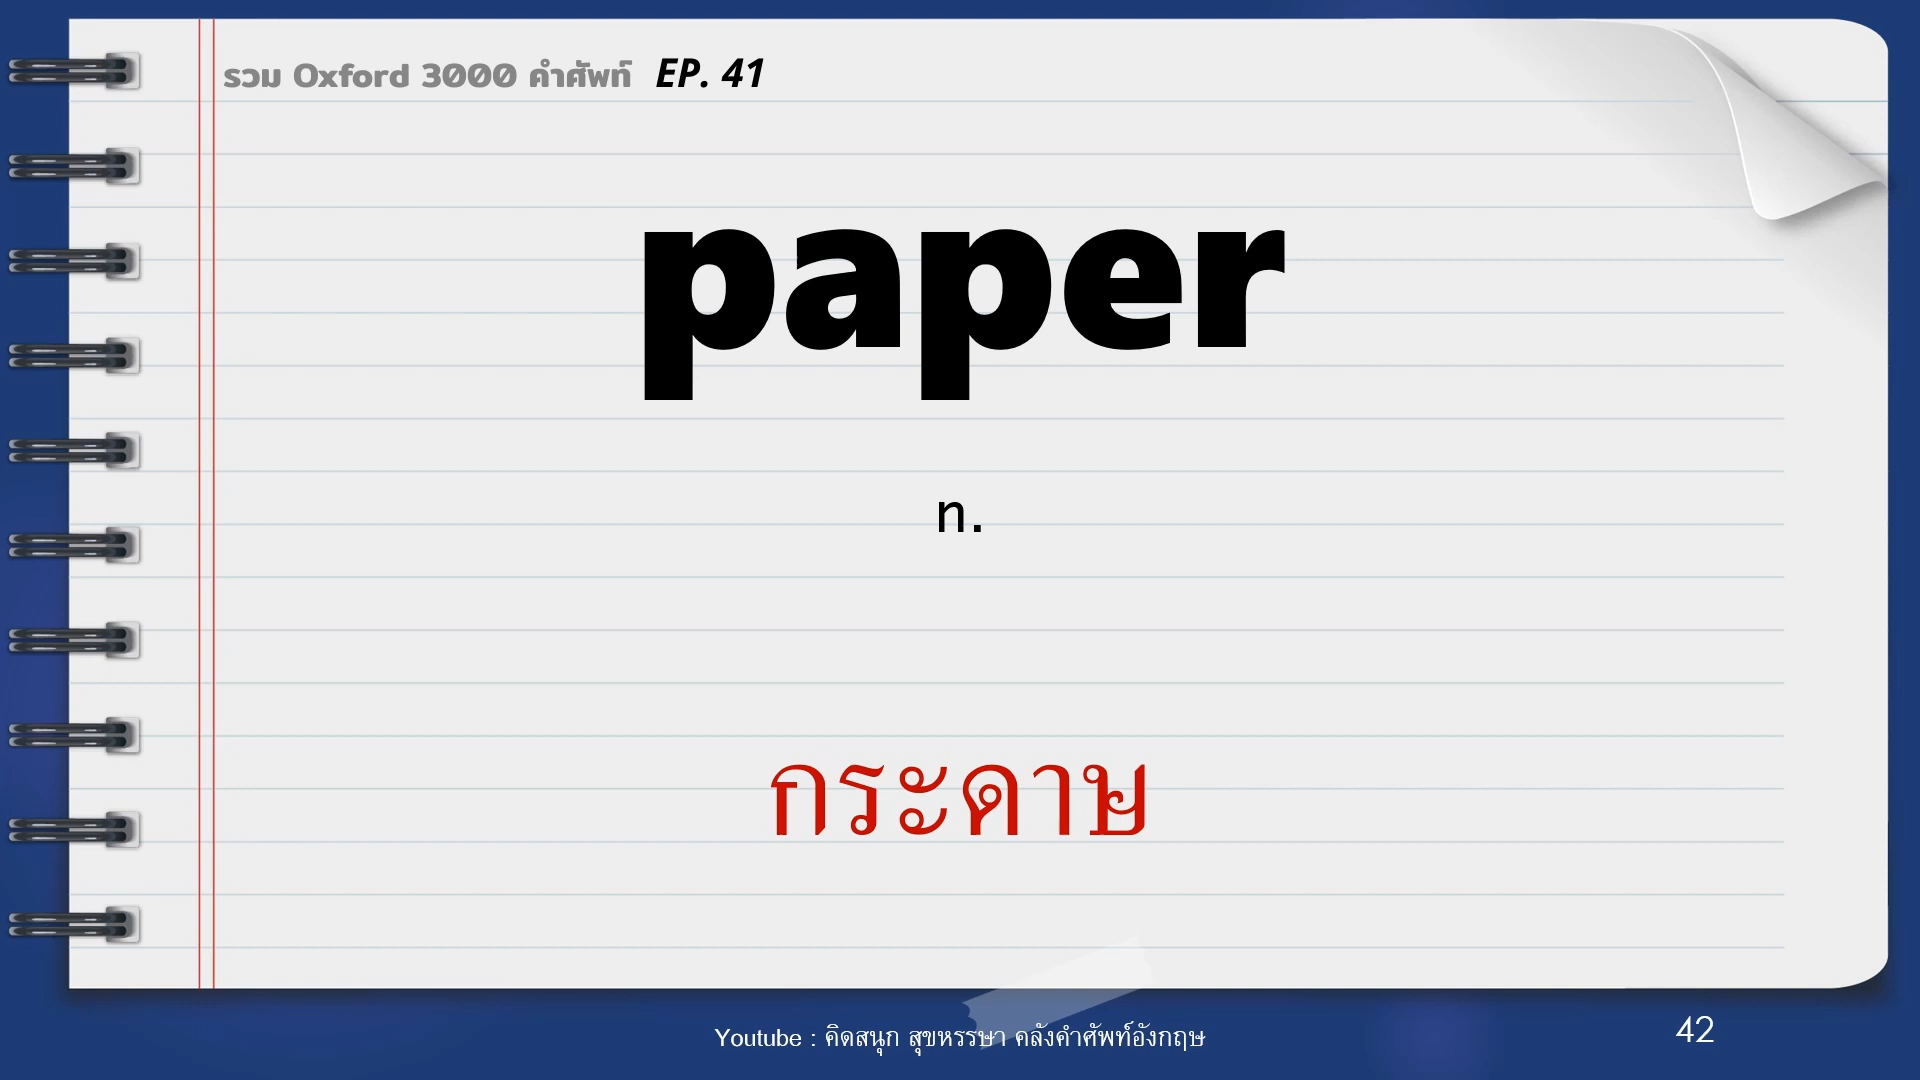 รวม Oxford 3000 คำศัพท์ EP. 41
paper
n.
กระดาษ
Youtube : คิดสนุก สุขหรรษา คลังคำศัพท์อังกฤษ
42